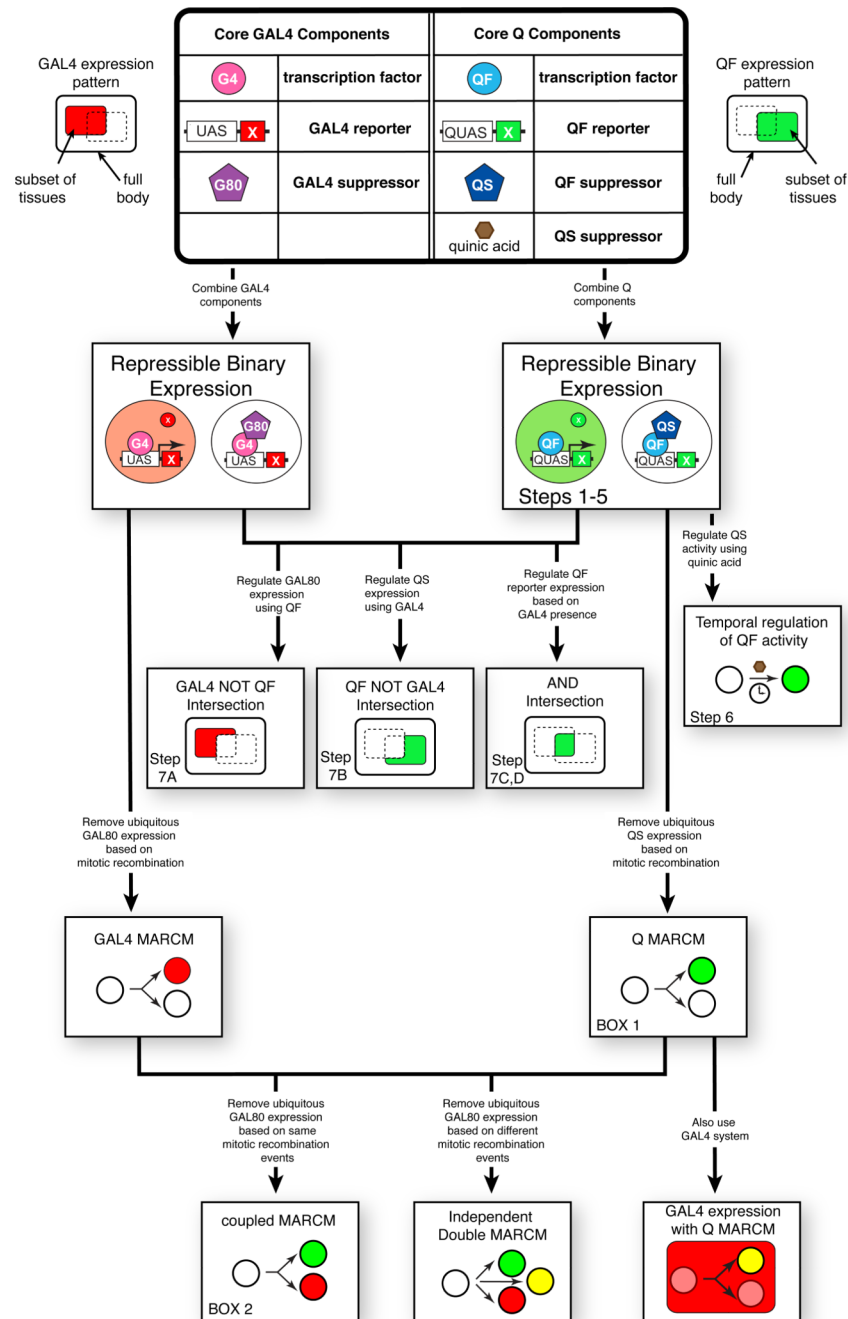 Core GAL4 Components
Core Q Components
GAL4 expression
pattern
subset of
tissues
full
body
G4
transcription factor
QF
transcription factor
UAS
X
GAL4 reporter
QUAS
X
QF reporter
G80
GAL4 suppressor
QS
QF suppressor
quinic acid
QS suppressor
QF expression
pattern
full
body
subset of
tissues
Combine GAL4
components
Combine Q
components
Repressible Binary
Expression
X
G4
UAS
X
G80
G4
UAS
X
Repressible Binary
Expression
X
QF
QUAS
X
QS
QF
QUAS
X
Steps 1-5
Regulate GAL80
expression
using QF
Regulate QS
expression
using GAL4
Regulate QF
reporter expression
based on
GAL4 presence
Regulate QS
activity using
quinic acid
GAL4 NOT QF
Intersection
Step
7A
QF NOT GAL4
Intersection
Step
7B
AND
Intersection
Step
7C,D
Temporal regulation
of QF activity
Step 6
Remove ubiquitous
GAL80 expression
based on
mitotic recombination
Remove ubiquitous
QS expression
based on
mitotic recombination
GAL4 MARCM
Q MARCM
BOX 1
Remove ubiquitous
GAL80 expression
based on same
mitotic recombination
events
Remove ubiquitous
GAL80 expression
based on different
mitotic recombination
events
Also use
GAL4 system
coupled MARCM
BOX 2
Independent
Double MARCM
GAL4 expression
with Q MARCM